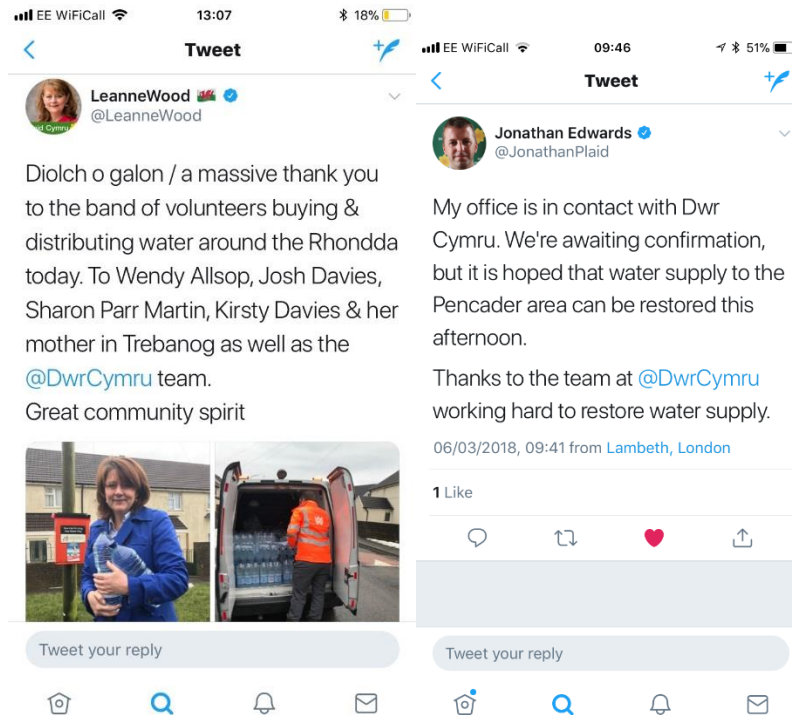 EE WiFiCall 13:07 18%
Tweet
LeanneWood
@LeanneWood
d Cymru
Diolch o galon / a massive thank you
to the band of volunteers buying &
distributing water around the Rhondda
today. To Wendy Allsop, Josh Davies,
Sharon Parr Martin, Kirsty Davies & her
mother in Trebanog as well as the
@DwrCymru team.
Great community spirit
Tweet your reply
EE WiFiCall 09:46 51%
Tweet
Jonathan Edwards
@JonathanPlaid
My office is in contact with Dwr
Cymru. We're awaiting confirmation,
but it is hoped that water supply to the
Pencader area can be restored this
afternoon.
Thanks to the team at @DwrCymru
working hard to restore water supply.
06/03/2018, 09:41 from Lambeth, London
1 Like
Tweet your reply